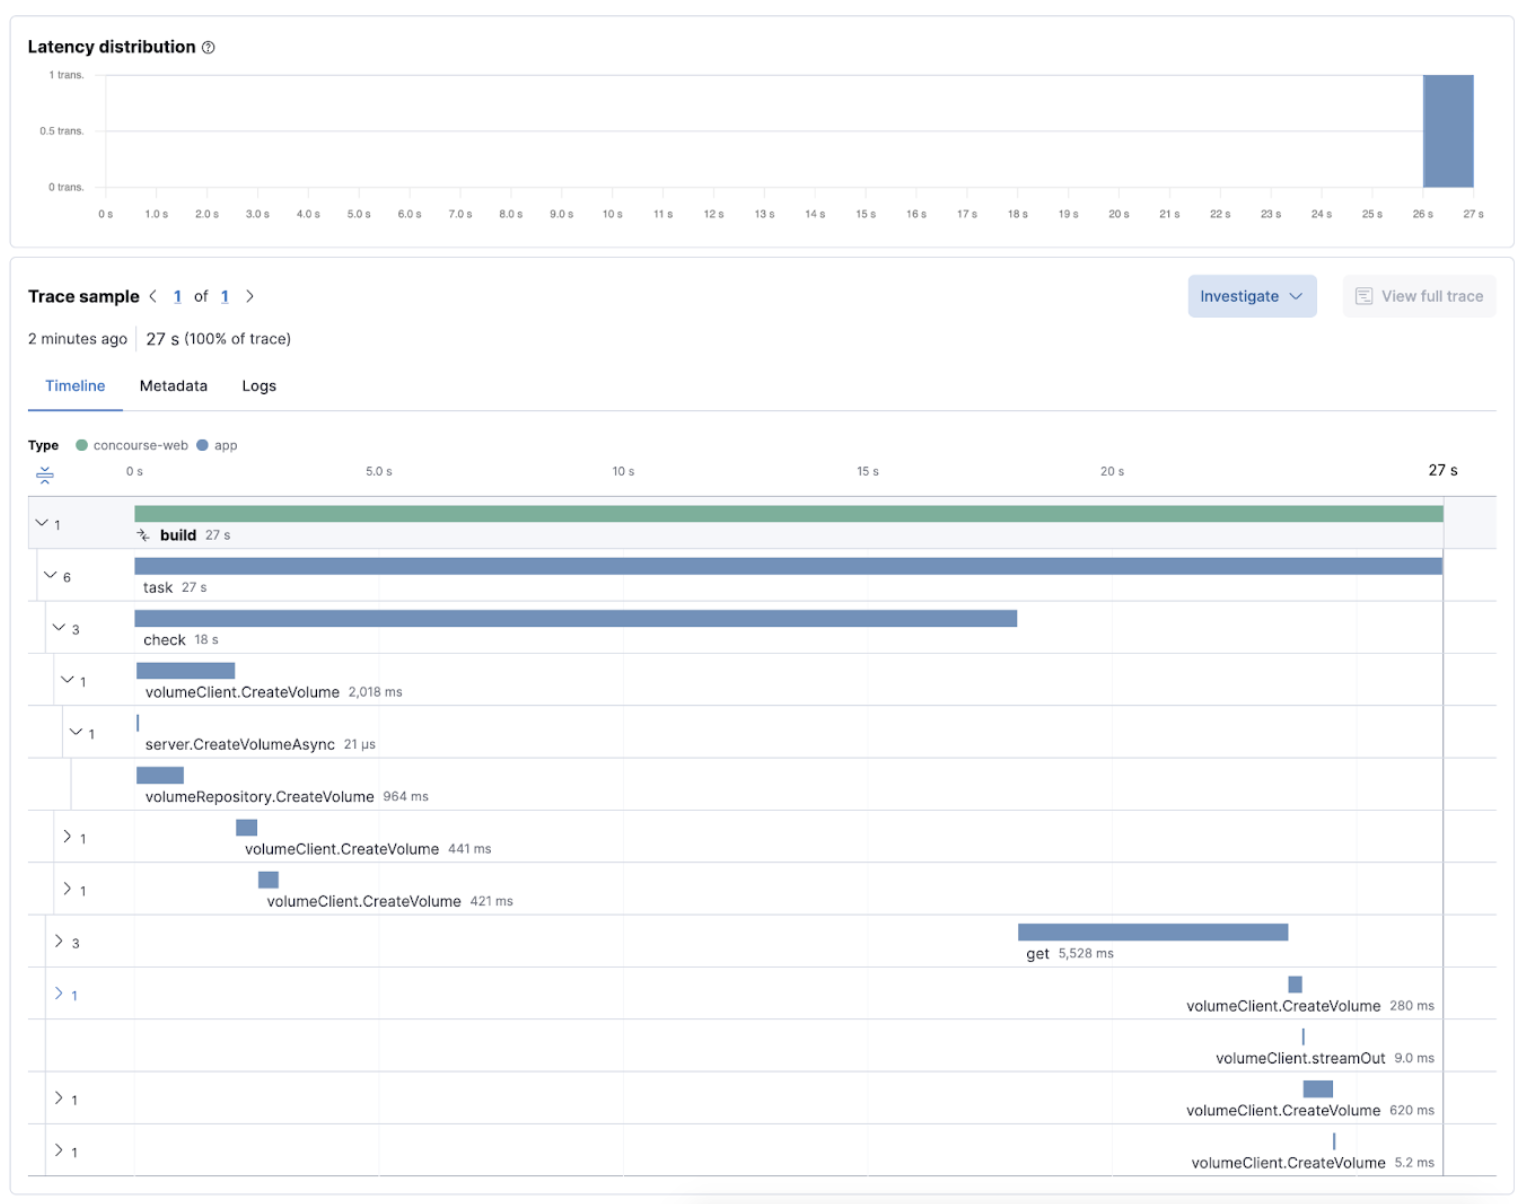 Latency distribution ?
1 trans.
0.5 trans.
0 trans.
0 s 1.0 s 2.0 s 3.0 s 4.0 s 5.0 s 6.0 s 7.0 s 8.0 s 9.0 s 10 s 11 s 12 s 13 s 14 s 15 s 16 s 17 s 18 s 19 s 20 s 21 s 22 s 23 s 24 s 25 s 26 s 27 s
Trace sample < 1 of 1 > Investigate View full trace
2 minutes ago 27 s (100% of trace)
Timeline Metadata Logs
Type concourse-web app
0 s 5.0 s 10 s 15 s 20 s 27 s
1
build 27 s
6
task 27 s
3
check 18 s
1
volumeClient.CreateVolume 2,018 ms
1
server.CreateVolumeAsync 21 μs
volumeRepository.CreateVolume 964 ms
1
volumeClient.CreateVolume 441 ms
1
volumeClient.CreateVolume 421 ms
3
get 5,528 ms
1
volumeClient.CreateVolume 280 ms
volumeClient.streamOut 9.0 ms
1
volumeClient.CreateVolume 620 ms
1
volumeClient.CreateVolume 5.2 ms